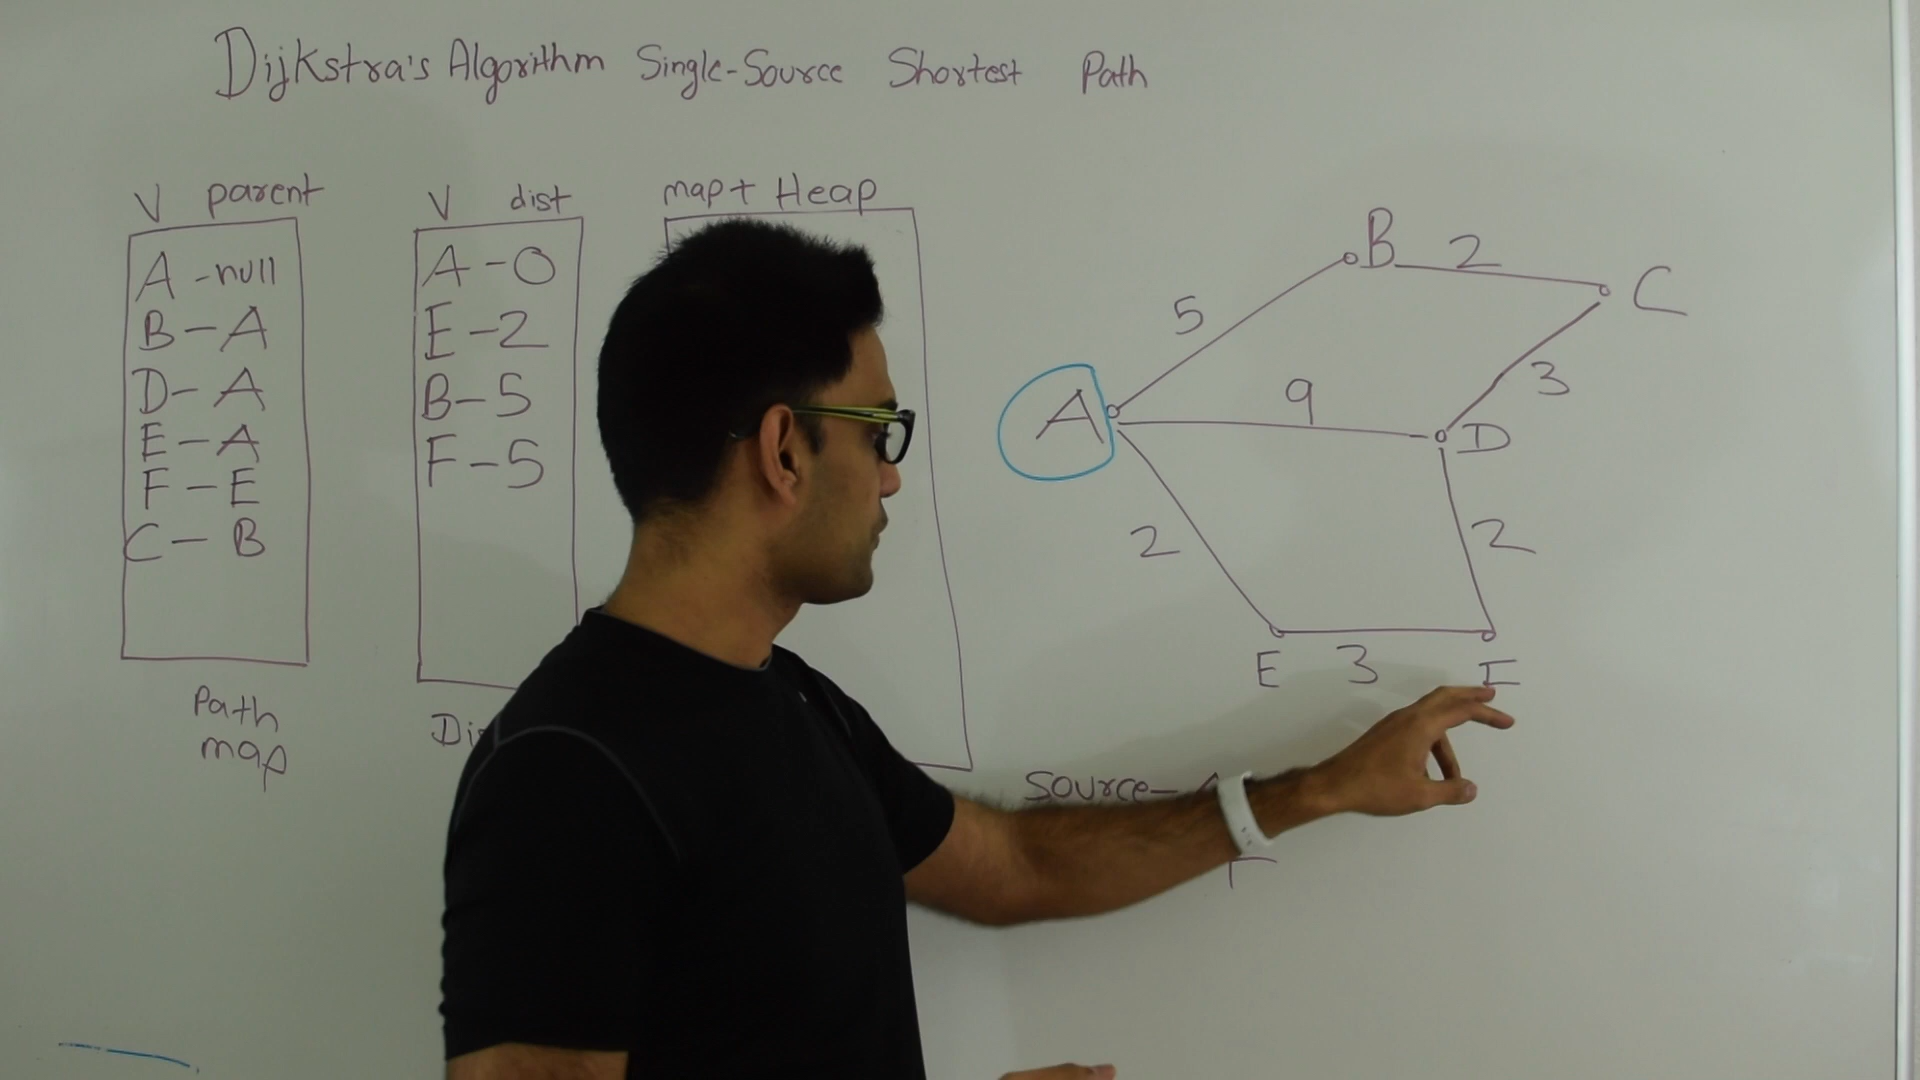 Dijkstra's Algorithm Single-Source Shortest Path
V parent
A - null
B - A
D - A
E - A
F - E
C - B
Path
map
V dist
A - 0
E - 2
B - 5
F - 5
map + Heap
B 2
C
5
A
9
3
D
2
2
E 3 F
Source - A